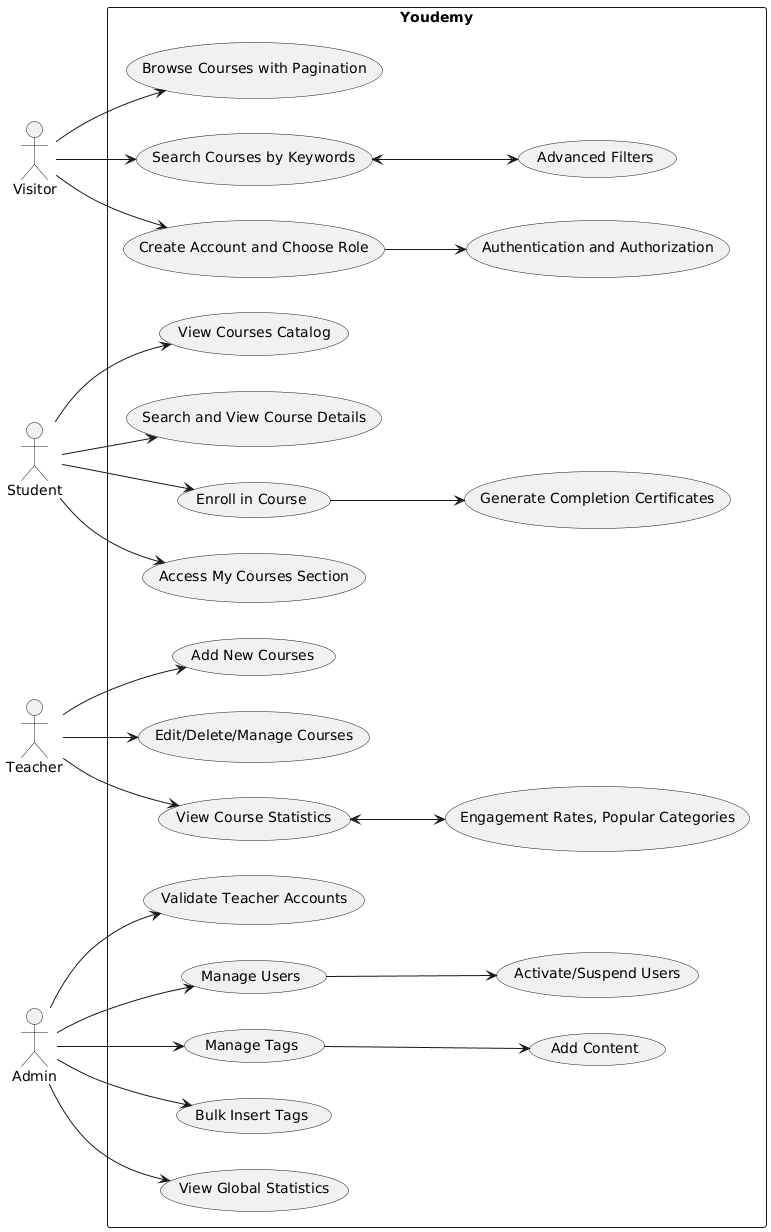 Youdemy
Browse Courses with Pagination
Search Courses by Keywords
Advanced Filters
Visitor
Create Account and Choose Role
Authentication and Authorization
View Courses Catalog
Search and View Course Details
Student
Enroll in Course
Generate Completion Certificates
Access My Courses Section
Add New Courses
Edit/Delete/Manage Courses
Teacher
View Course Statistics
Engagement Rates, Popular Categories
Validate Teacher Accounts
Manage Users
Activate/Suspend Users
Manage Tags
Add Content
Admin
Bulk Insert Tags
View Global Statistics